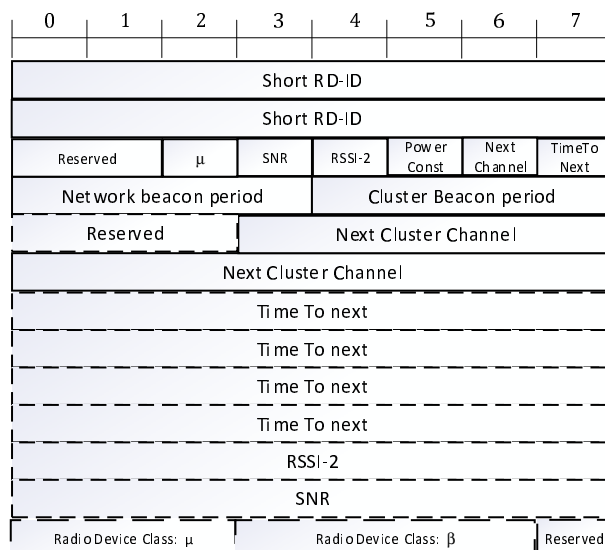 0 1 2 3 4 5 6 7
Short RD-ID
Short RD-ID
Reserved μ SNR RSSI-2 Power Const Next Channel TimeTo Next
Network beacon period Cluster Beacon period
Reserved Next Cluster Channel
Next Cluster Channel
Time To next
Time To next
Time To next
Time To next
RSSI-2
SNR
Radio Device Class: μ Radio Device Class: β Reserved